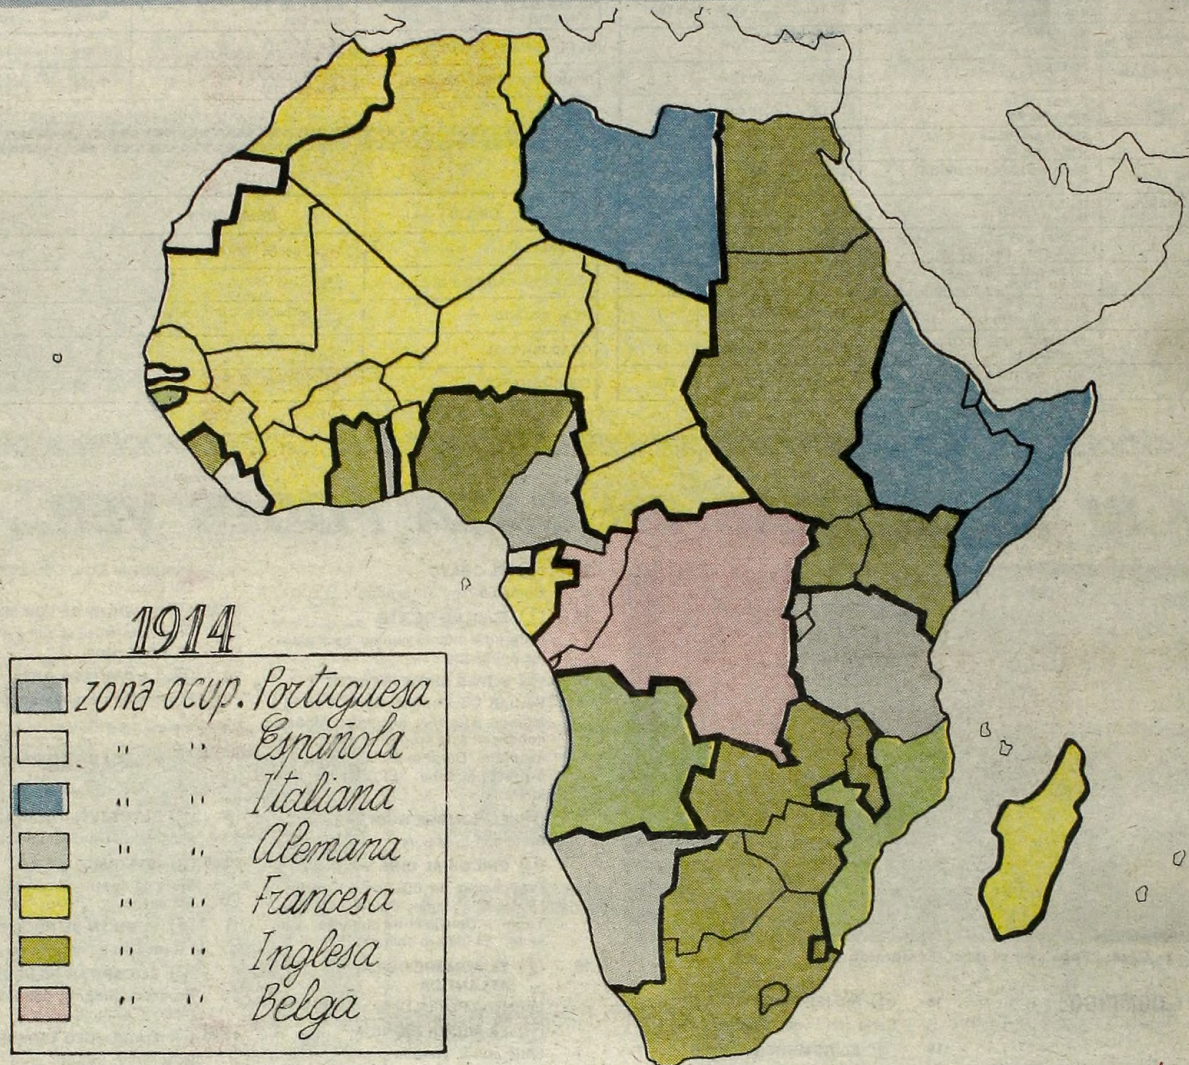 1914
zona ocup. Portuguesa
" " Española
" " Italiana
" " Alemana
" " Francesa
" " Inglesa
" " Belga